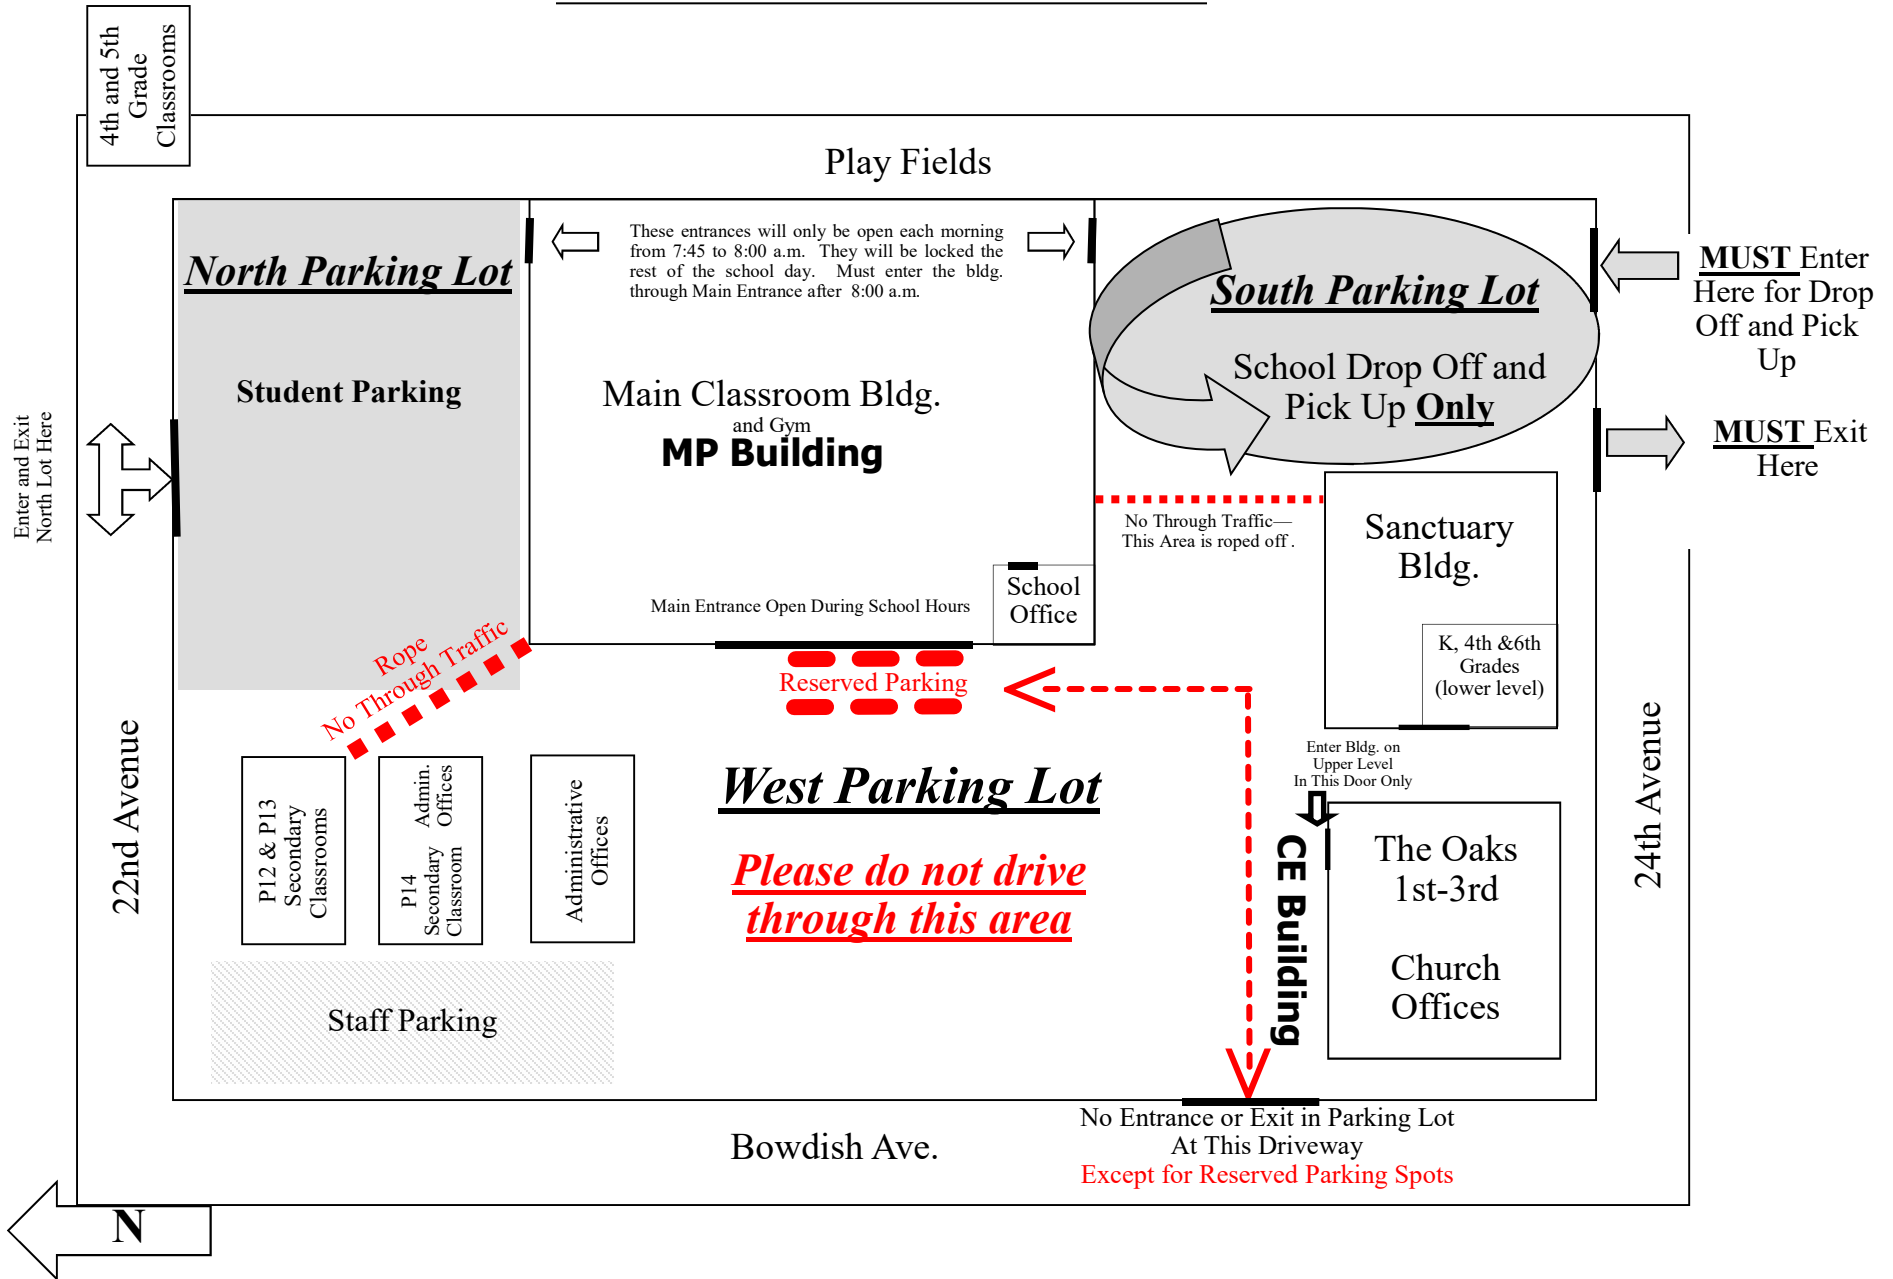 4th and 5th
Grade
Classrooms
Play Fields
North Parking Lot
Student Parking
These entrances will only be open each morning
from 7:45 to 8:00 a.m. They will be locked the
rest of the school day. Must enter the bldg.
through Main Entrance after 8:00 a.m.
Main Classroom Bldg.
and Gym
MP Building
South Parking Lot
School Drop Off and
Pick Up Only
MUST Enter
Here for Drop
Off and Pick
Up
MUST Exit
Here
Enter and Exit
North Lot Here
No Through Traffic—
This Area is roped off .
Sanctuary
Bldg.
School
Office
Main Entrance Open During School Hours
K, 4th &6th
Grades
(lower level)
Rope
No Through Traffic
Reserved Parking
22nd Avenue
24th Avenue
P12 & P13
Secondary
Classrooms
P14 Admin.
Secondary Offices
Classroom
Administrative
Offices
West Parking Lot
Please do not drive
through this area
Enter Bldg. on
Upper Level
In This Door Only
CE Building
The Oaks
1st-3rd
Church
Offices
Staff Parking
Bowdish Ave.
No Entrance or Exit in Parking Lot
At This Driveway
Except for Reserved Parking Spots
N